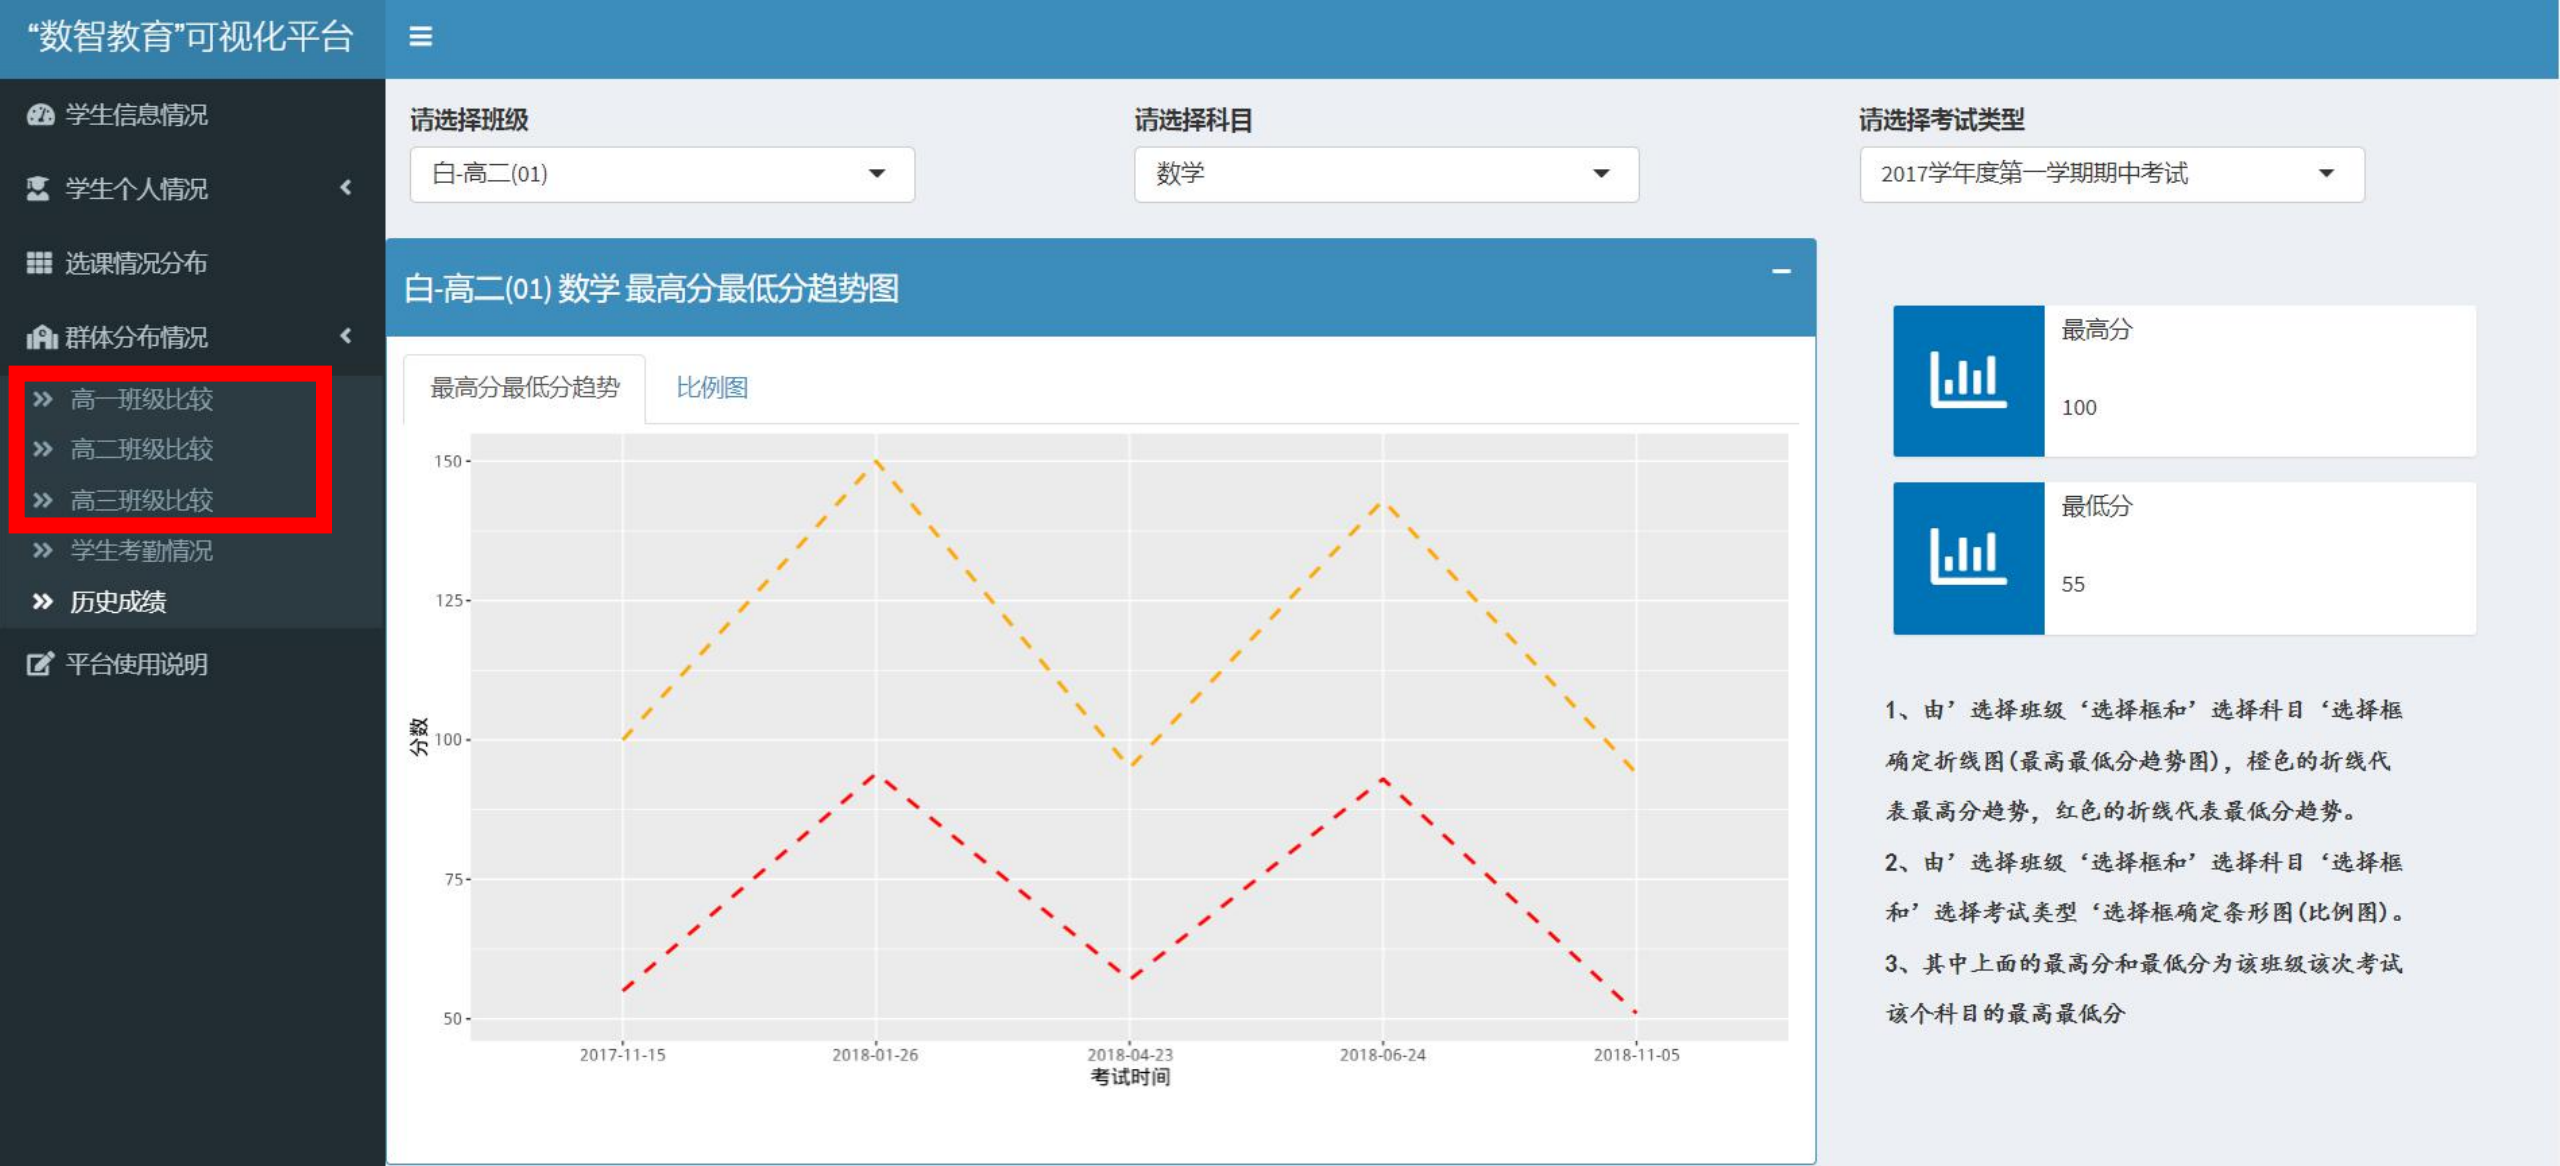 “数智教育”可视化平台
学生信息情况
学生个人情况
选课情况分布
群体分布情况
高一班级比较
高二班级比较
高三班级比较
学生考勤情况
历史成绩
平台使用说明
请选择班级
白-高二(01)
请选择科目
数学
请选择考试类型
2017学年度第一学期期中考试
白-高二(01) 数学 最高分最低分趋势图
最高分最低分趋势
比例图
150
125
100
75
50
分数
2017-11-15
2018-01-26
2018-04-23
2018-06-24
2018-11-05
考试时间
最高分
100
最低分
55
1、由’选择班级‘选择框和’选择科目‘选择框
确定折线图(最高最低分趋势图)，橙色的折线代
表最高分趋势，红色的折线代表最低分趋势。
2、由’选择班级‘选择框和’选择科目‘选择框
和’选择考试类型‘选择框确定条形图(比例图)。
3、其中上面的最高分和最低分为该班级该次考试
该个科目的最高最低分